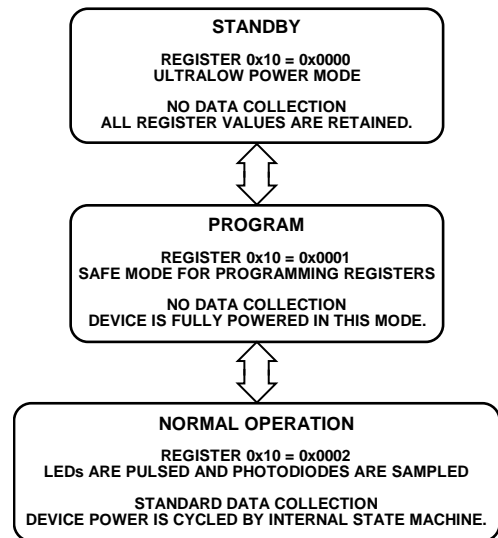 STANDBY
REGISTER 0x10 = 0x0000
ULTRALOW POWER MODE
NO DATA COLLECTION
ALL REGISTER VALUES ARE RETAINED.
PROGRAM
REGISTER 0x10 = 0x0001
SAFE MODE FOR PROGRAMMING REGISTERS
NO DATA COLLECTION
DEVICE IS FULLY POWERED IN THIS MODE.
NORMAL OPERATION
REGISTER 0x10 = 0x0002
LEDs ARE PULSED AND PHOTODIODES ARE SAMPLED
STANDARD DATA COLLECTION
DEVICE POWER IS CYCLED BY INTERNAL STATE MACHINE.